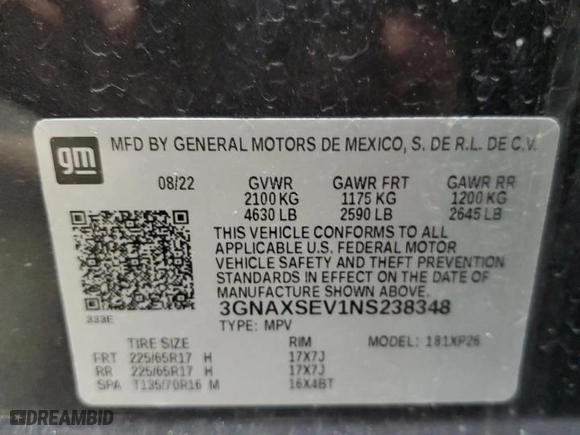 gm MFD BY GENERAL MOTORS DE MEXICO, S. DE R.L. DE C.V.
08/22 GVWR GAWR FRT GAWR RR
2100 KG 1175 KG 1200 KG
4630 LB 2590 LB 2645 LB
THIS VEHICLE CONFORMS TO ALL
APPLICABLE U.S. FEDERAL MOTOR
VEHICLE SAFETY AND THEFT PREVENTION
STANDARDS IN EFFECT ON THE DATE OF
MANUFACTURE SHOWN ABOVE.
333E 3GNAXSEV1NS238348
TYPE: MPV
TIRE SIZE RIM MODEL: 181XP26
FRT 225/65R17 H 17X7J
RR 225/65R17 H 17X7J
SPA T135/70R16 M 16X4BT
DREAMBID